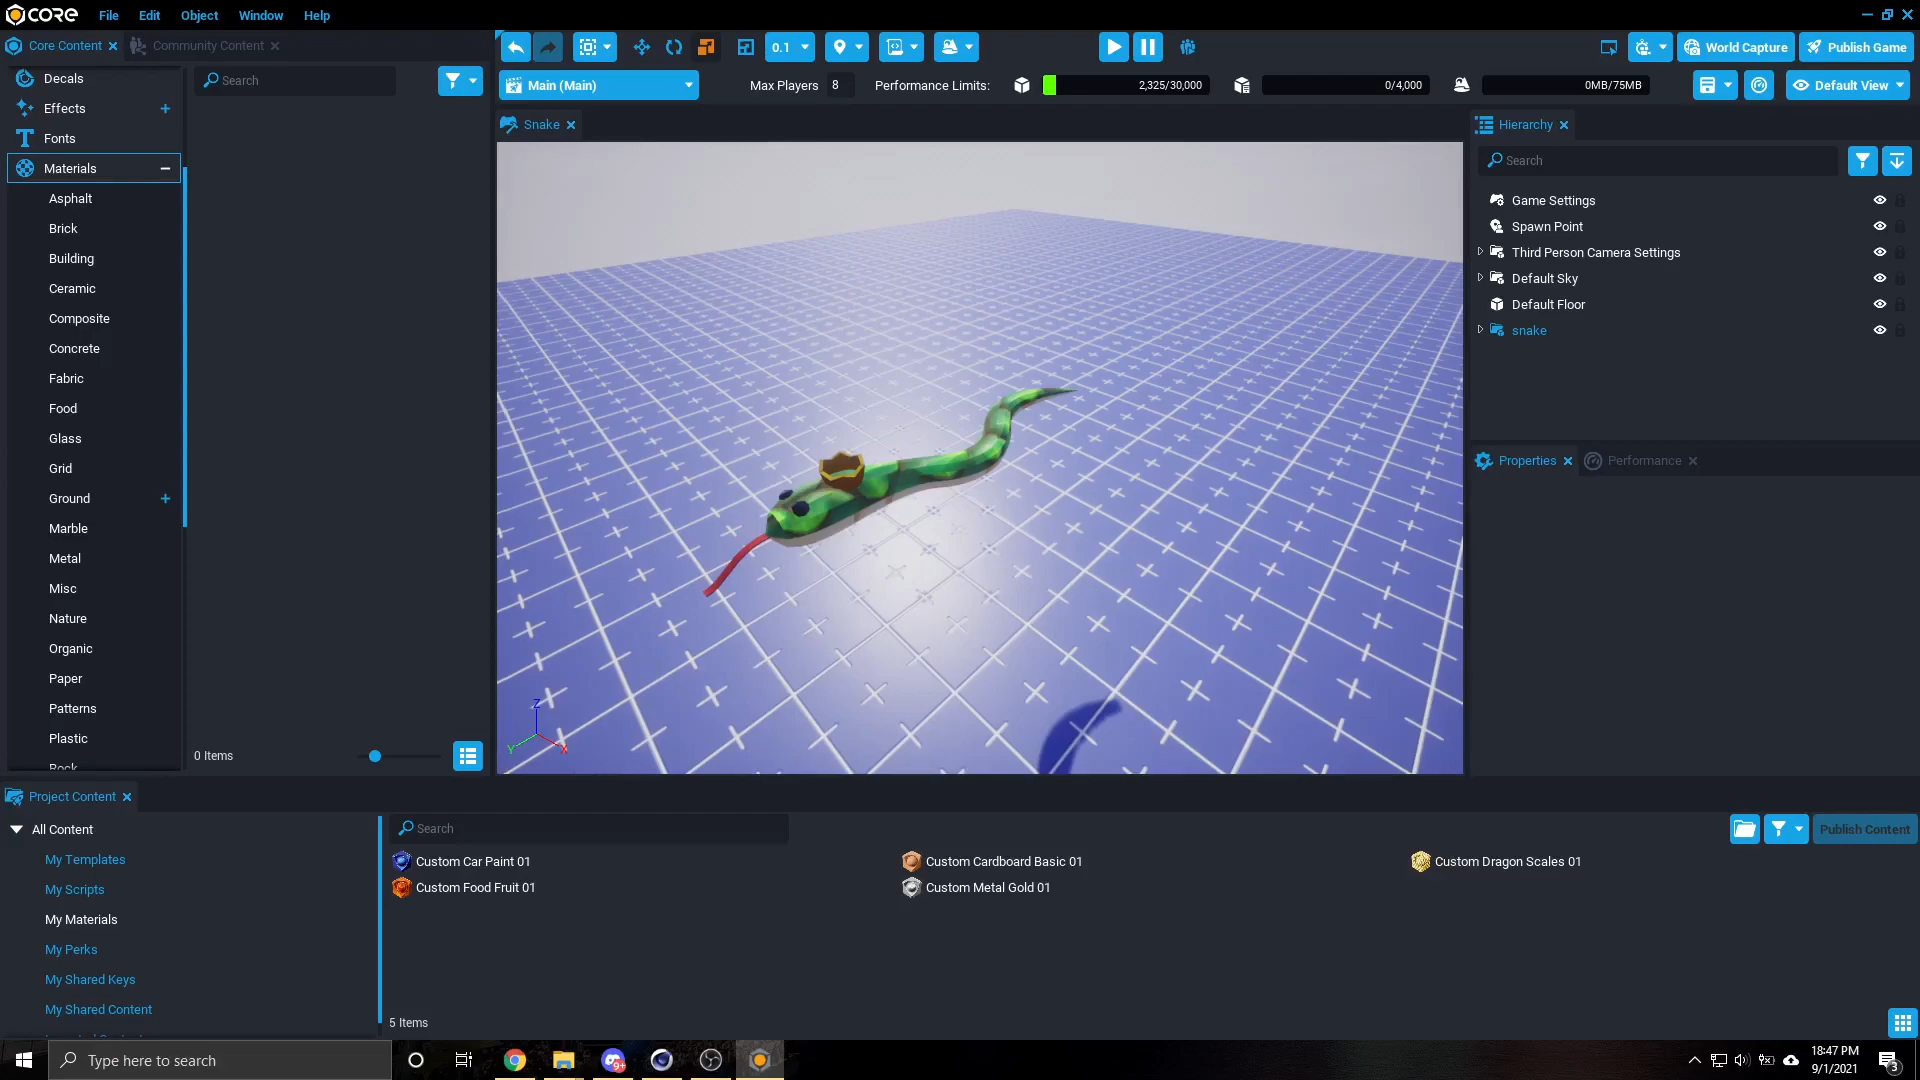 CORE File Edit Object Window Help
Core Content Community Content
Decals
Effects
Fonts
Materials
Asphalt
Brick
Building
Ceramic
Composite
Concrete
Fabric
Food
Glass
Grid
Ground
Marble
Metal
Misc
Nature
Organic
Paper
Patterns
Plastic
Rock
Search
0 Items
0.1
World Capture
Publish Game
Main (Main)
Max Players 8
Performance Limits:
2,325/30,000
0/4,000
0MB/75MB
Default View
Snake
Z
Y
X
Hierarchy
Search
Game Settings
Spawn Point
Third Person Camera Settings
Default Sky
Default Floor
snake
Properties Performance
Project Content
All Content
My Templates
My Scripts
My Materials
My Perks
My Shared Keys
My Shared Content
Search
Publish Content
Custom Car Paint 01
Custom Cardboard Basic 01
Custom Dragon Scales 01
Custom Food Fruit 01
Custom Metal Gold 01
5 Items
Type here to search
9+
18:47 PM
9/1/2021
3